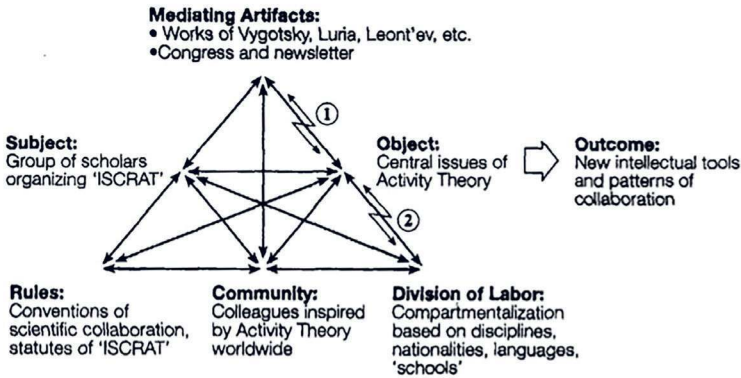 Mediating Artifacts:
• Works of Vygotsky, Luria, Leont'ev, etc.
•Congress and newsletter
①
Subject:
Group of scholars
organizing 'ISCRAT'
Object:
Central issues of
Activity Theory
Outcome:
New intellectual tools
and patterns of
collaboration
②
Rules:
Conventions of
scientific collaboration,
statutes of 'ISCRAT'
Community:
Colleagues inspired
by Activity Theory
worldwide
Division of Labor:
Compartmentalization
based on disciplines,
nationalities, languages,
'schools'